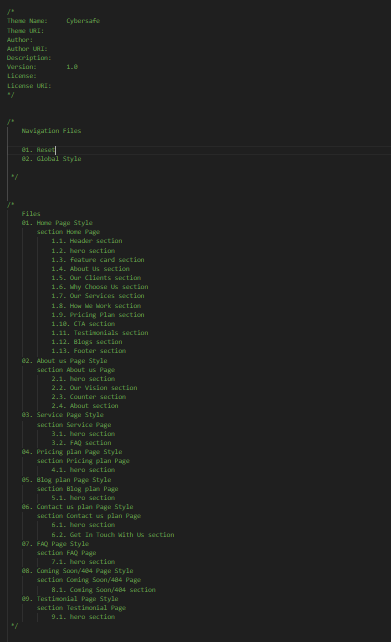 /*
Theme Name: Cybersafe
Theme URI:
Author:
Author URI:
Description:
Version: 1.0
License:
License URI:
*/
/*
Navigation Files
01. Reset
02. Global Style
*/
/*
Files
01. Home Page Style
section Home Page
1.1. Header section
1.2. hero section
1.3. feature card section
1.4. About Us section
1.5. Our Clients section
1.6. Why Choose Us section
1.7. Our Services section
1.8. How We Work section
1.9. Pricing Plan section
1.10. CTA section
1.11. Testimonials section
1.12. Blogs section
1.13. Footer section
02. About us Page Style
section About us Page
2.1. hero section
2.2. Our Vision section
2.3. Counter section
2.4. About section
03. Service Page Style
section Service Page
3.1. hero section
3.2. FAQ section
04. Pricing plan Page Style
section Pricing plan Page
4.1. hero section
05. Blog plan Page Style
section Blog plan Page
5.1. hero section
06. Contact us plan Page Style
section Contact us plan Page
6.1. hero section
6.2. Get In Touch With Us section
07. FAQ Page Style
section FAQ Page
7.1. hero section
08. Coming Soon/404 Page Style
section Coming Soon/404 Page
8.1. Coming Soon/404 section
09. Testimonial Page Style
section Testimonial Page
9.1. hero section
*/